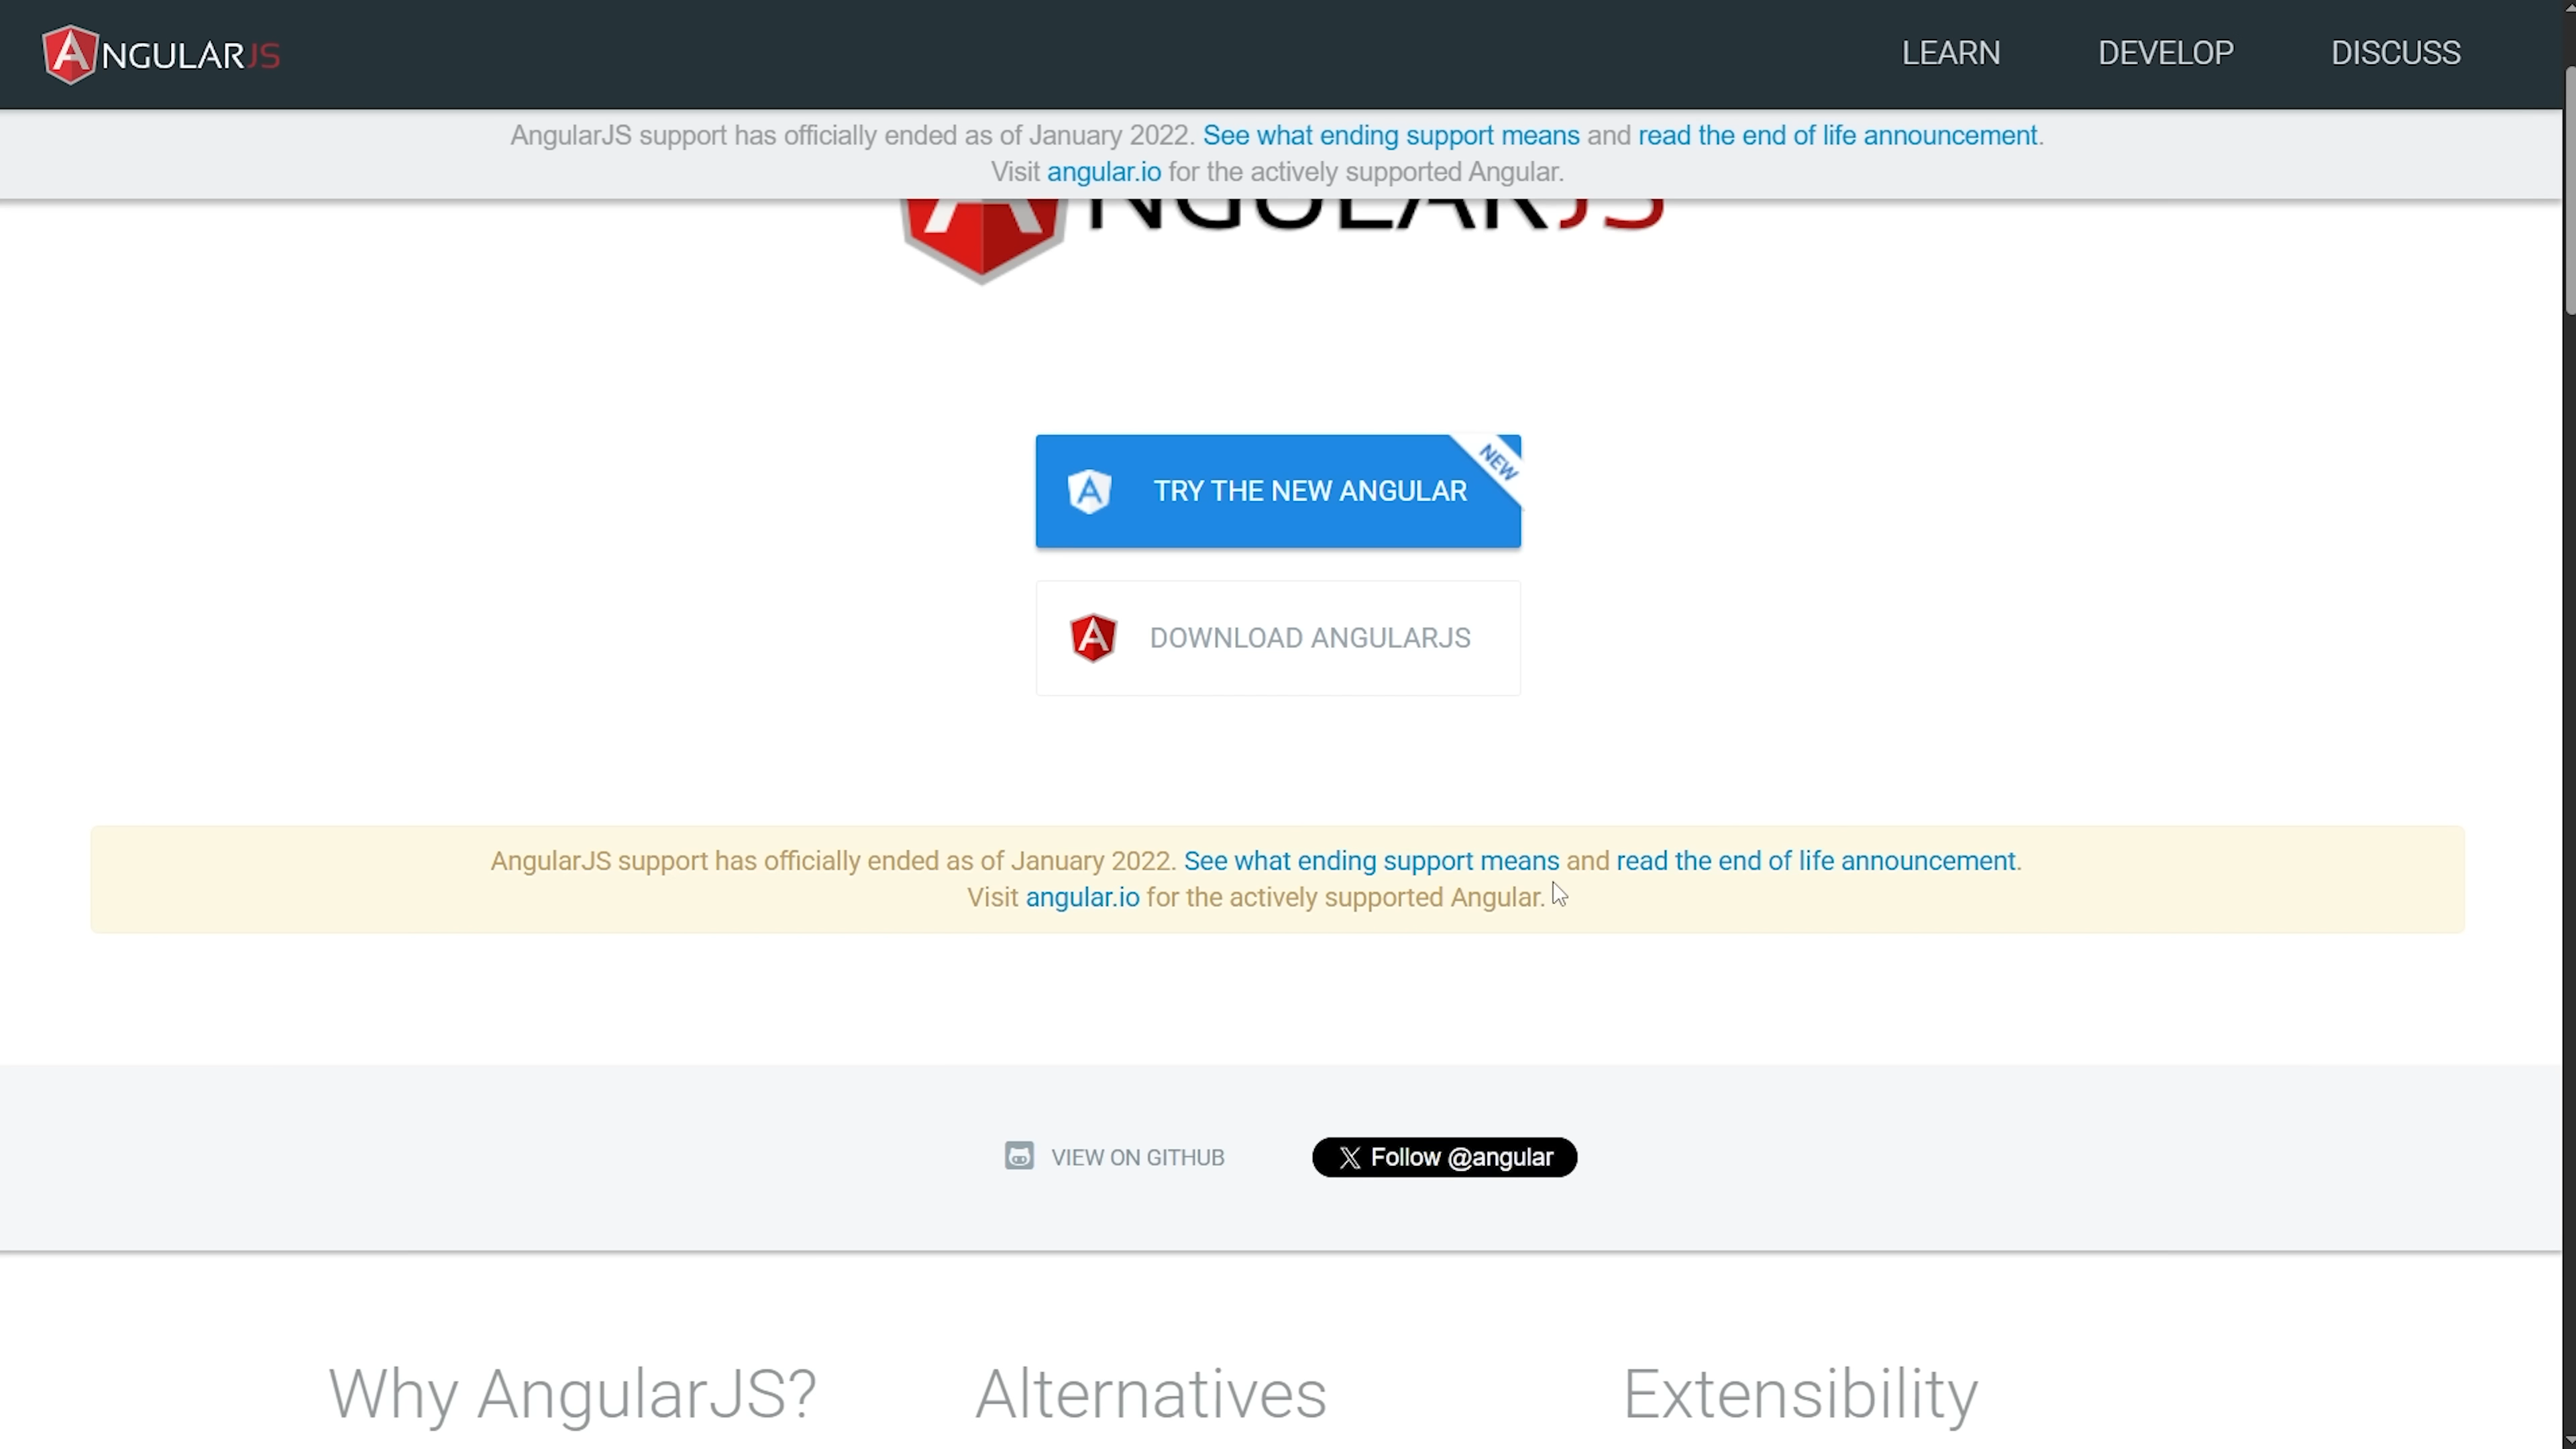 ANGULARJS
LEARN DEVELOP DISCUSS
AngularJS support has officially ended as of January 2022. See what ending support means and read the end of life announcement.
Visit angular.io for the actively supported Angular.
ANGULARJS
NEW
TRY THE NEW ANGULAR
DOWNLOAD ANGULARJS
AngularJS support has officially ended as of January 2022. See what ending support means and read the end of life announcement.
Visit angular.io for the actively supported Angular.
VIEW ON GITHUB
X Follow @angular
Why AngularJS? Alternatives Extensibility